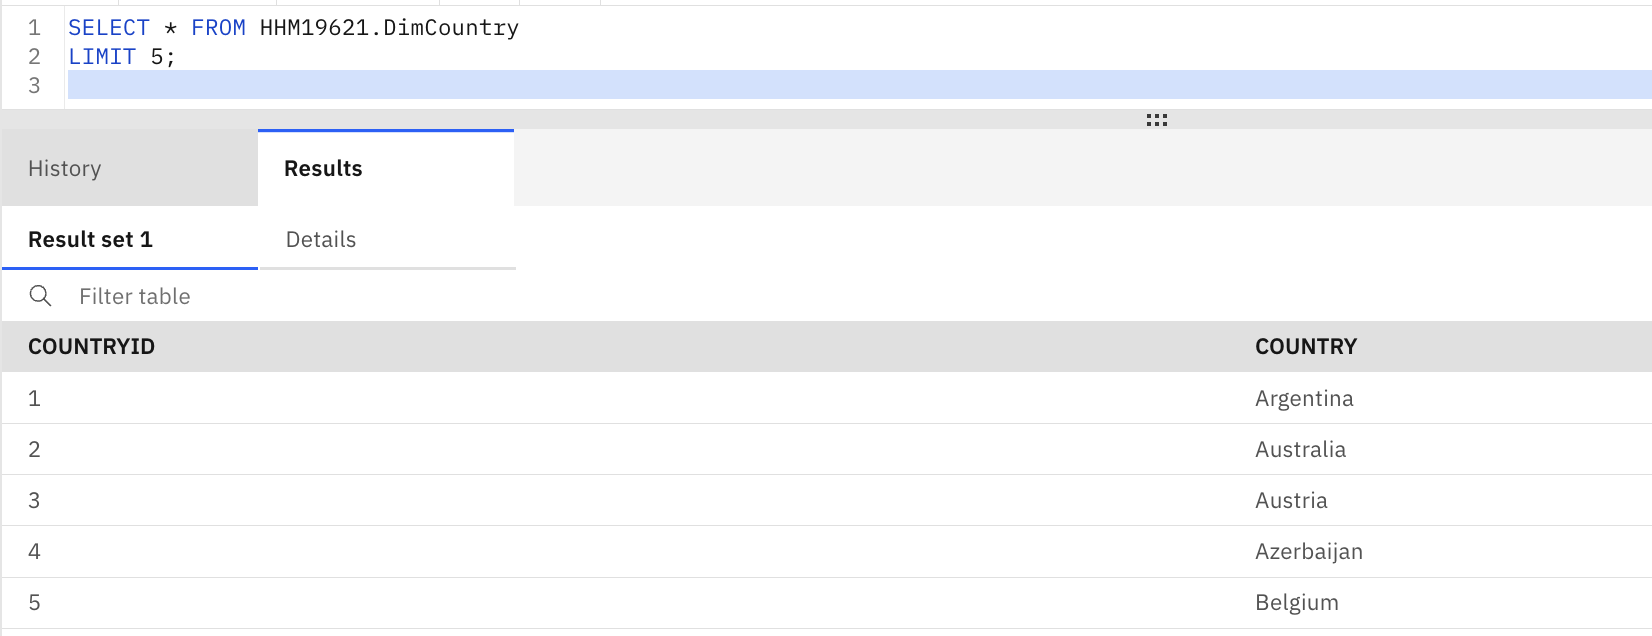 1 SELECT * FROM HHM19621.DimCountry
2 LIMIT 5;
3
History Results
Result set 1 Details
Filter table
COUNTRYID COUNTRY
1 Argentina
2 Australia
3 Austria
4 Azerbaijan
5 Belgium